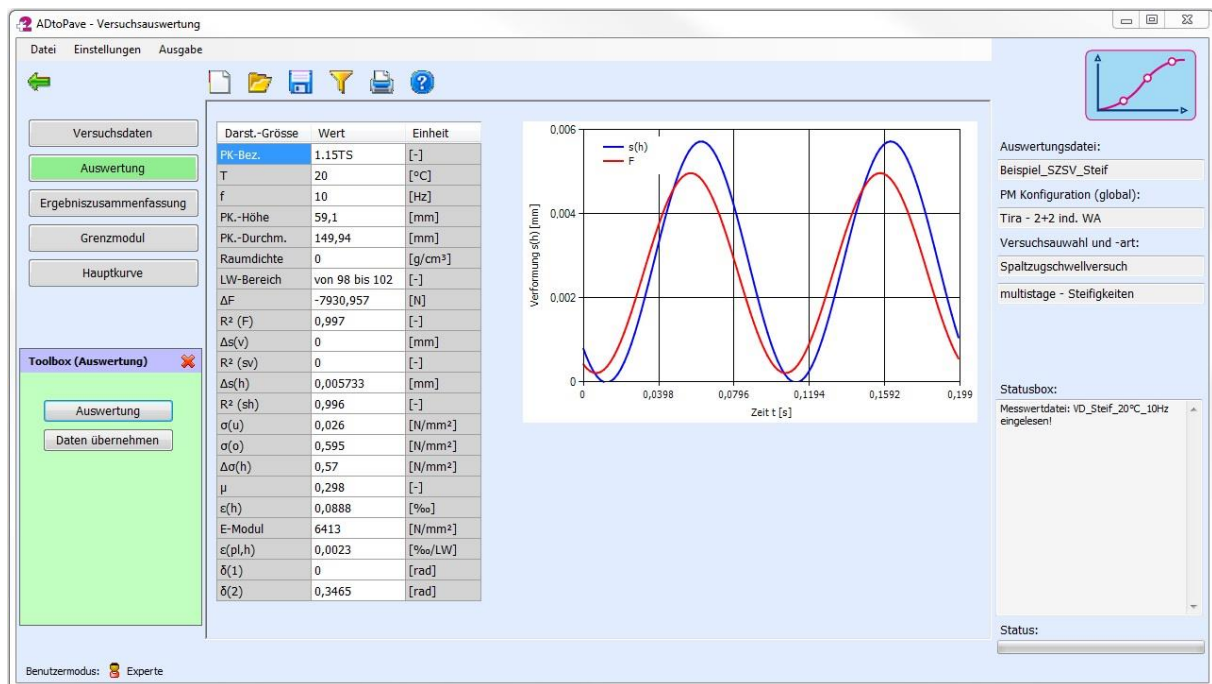 ADtoPave - Versuchsauswertung
Datei Einstellungen Ausgabe
Versuchsdaten
Auswertung
Ergebniszusammenfassung
Grenzmodul
Hauptkurve
Toolbox (Auswertung)
Auswertung
Daten übernehmen
Darst.-Grösse Wert Einheit
PK-Bez. 1.15TS [-]
T 20 [°C]
f 10 [Hz]
PK.-Höhe 59,1 [mm]
PK.-Durchm. 149,94 [mm]
Raumdichte 0 [g/cm³]
LW-Bereich von 98 bis 102 [-]
ΔF -7930,957 [N]
R² (F) 0,997 [-]
Δs(v) 0 [mm]
R² (sv) 0 [-]
Δs(h) 0,005733 [mm]
R² (sh) 0,996 [-]
σ(u) 0,026 [N/mm²]
σ(o) 0,595 [N/mm²]
Δσ(h) 0,57 [N/mm²]
μ 0,298 [-]
ε(h) 0,0888 [‰]
E-Modul 6413 [N/mm²]
ε(pl,h) 0,0023 [‰/LW]
δ(1) 0 [rad]
δ(2) 0,3465 [rad]
s(h)
F
Verformung s(h) [mm]
0,006
0,004
0,002
0
0 0,0398 0,0796 0,1194 0,1592 0,199
Zeit t [s]
Auswertungsdatei:
Beispiel_SZSV_Steif
PM Konfiguration (global):
Tira - 2+2 ind. WA
Versuchsauwahl und -art:
Spaltzugschwellversuch
multistage - Steifigkeiten
Statusbox:
Messwertdatei: VD_Steif_20°C_10Hz
eingelesen!
Status:
Benutzermodus: Experte